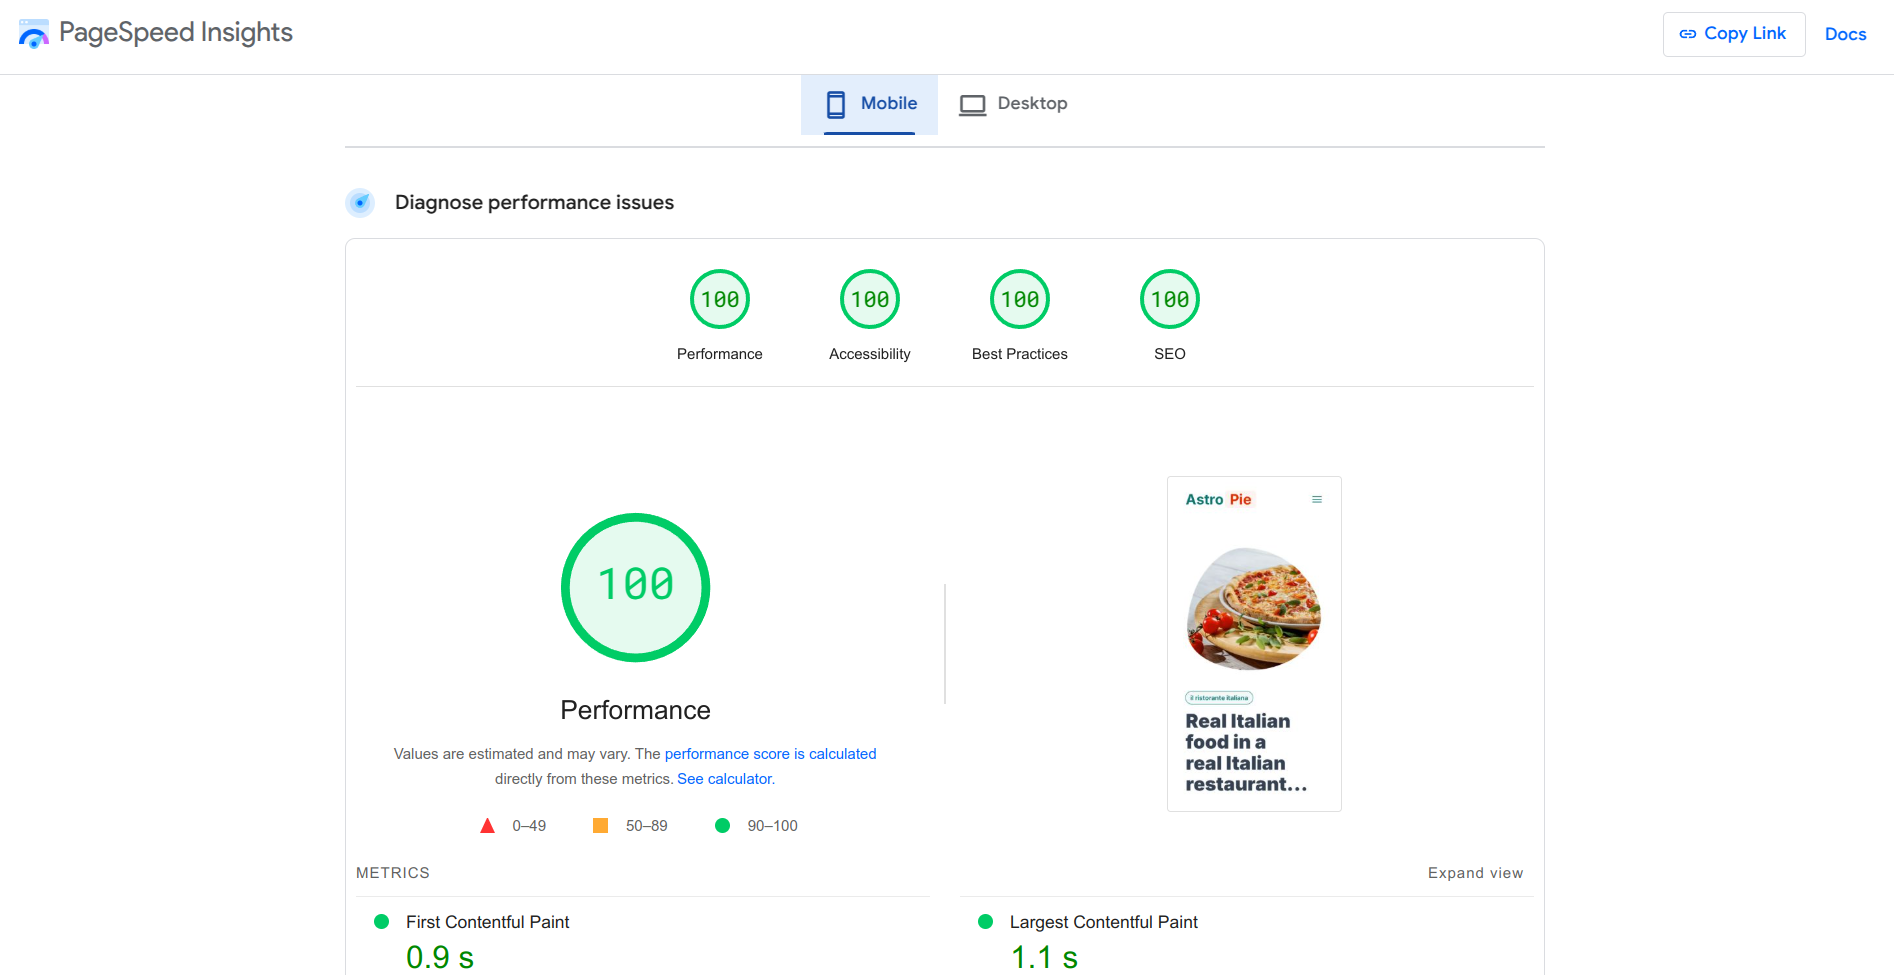 PageSpeed Insights
Copy Link
Docs
Mobile
Desktop
Diagnose performance issues
100
100
100
100
Performance
Accessibility
Best Practices
SEO
100
Performance
Values are estimated and may vary. The performance score is calculated
directly from these metrics. See calculator.
0–49
50–89
90–100
Astro Pie
il ristorante italiana
Real Italian
food in a
real Italian
restaurant...
METRICS
Expand view
First Contentful Paint
0.9 s
Largest Contentful Paint
1.1 s